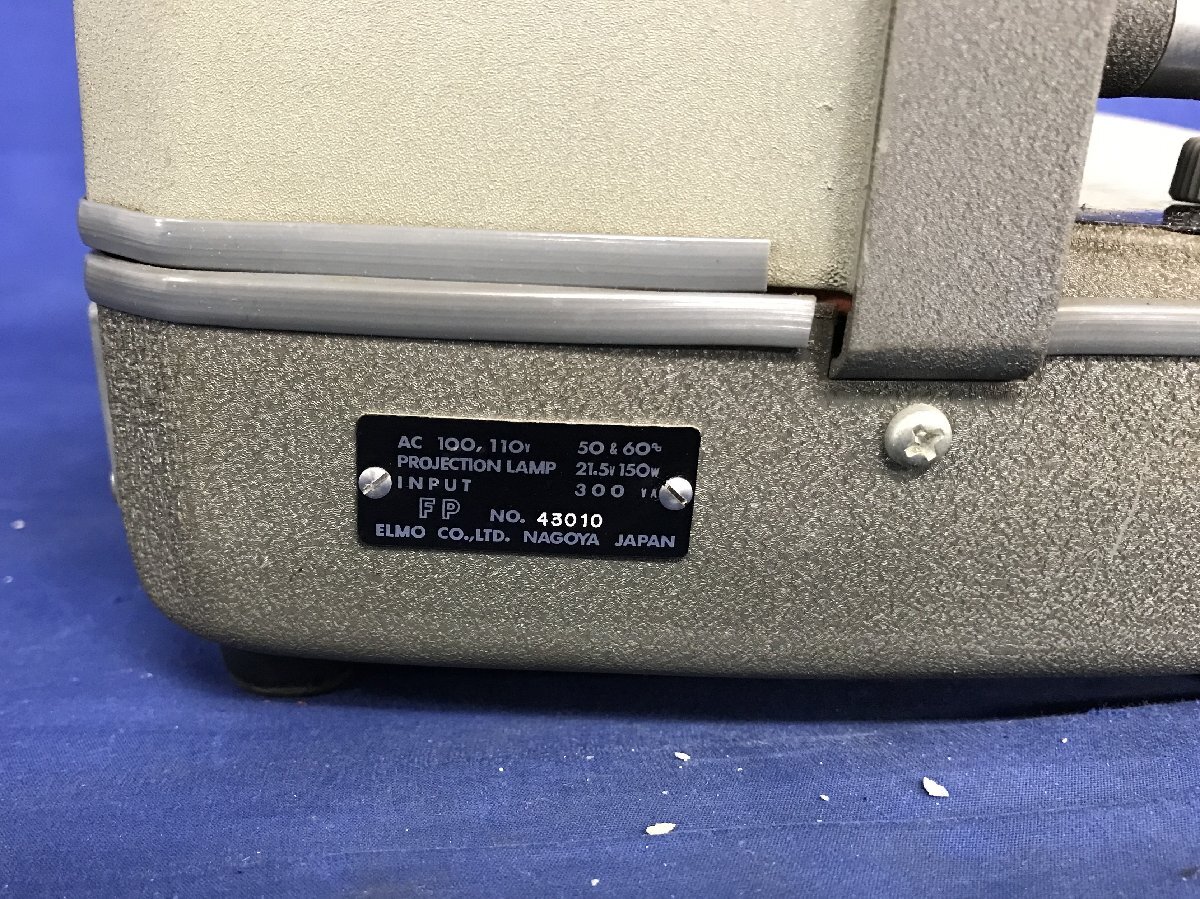 AC 100, 110V 50 & 60~
PROJECTION LAMP 21.5V 150W
INPUT 300 VA
FP NO. 43010
ELMO CO.,LTD. NAGOYA JAPAN